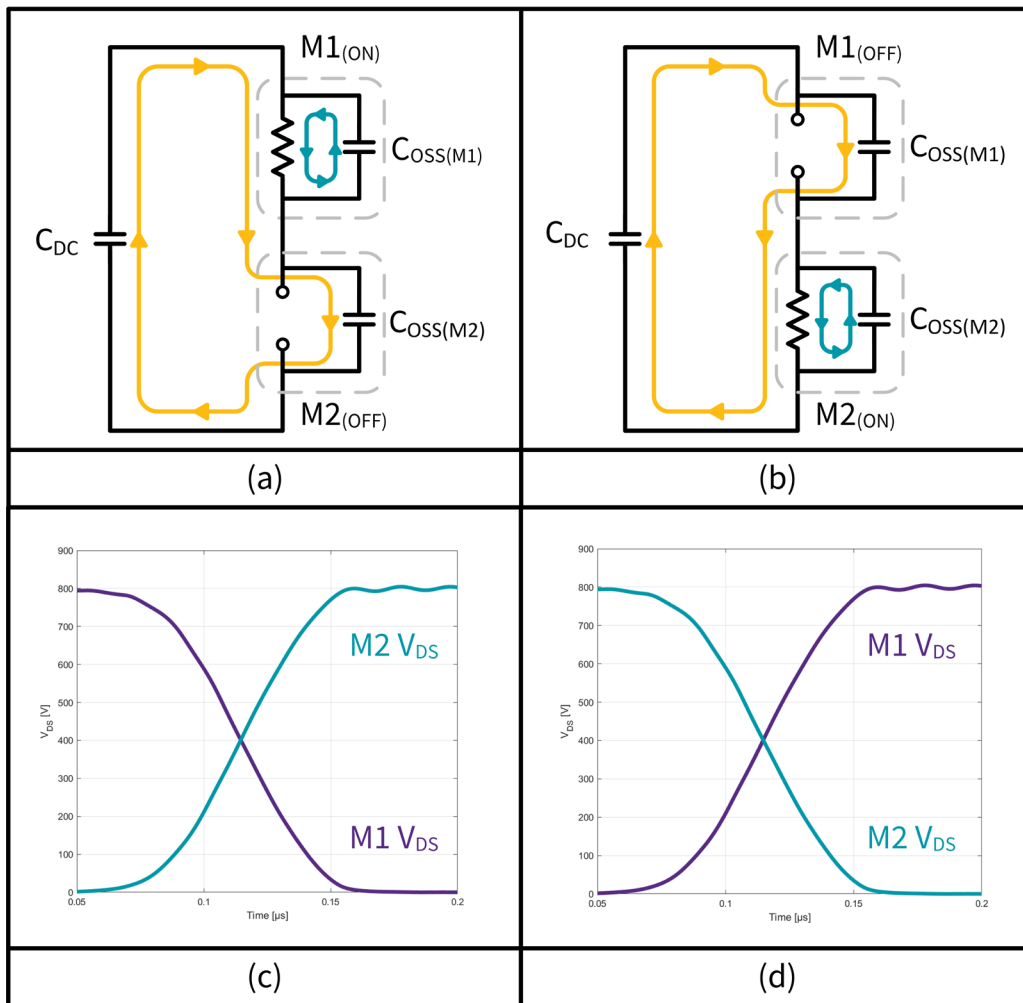 M1(ON)
COSS(M1)
CDC
COSS(M2)
M2(OFF)
M1(OFF)
COSS(M1)
CDC
COSS(M2)
M2(ON)
(a)
(b)
900
800
700
600
500
400
300
200
100
0
VDS [V]
M2 VDS
M1 VDS
0.05
0.1
0.15
0.2
Time [µs]
900
800
700
600
500
400
300
200
100
0
VDS [V]
M1 VDS
M2 VDS
0.05
0.1
0.15
0.2
Time [µs]
(c)
(d)